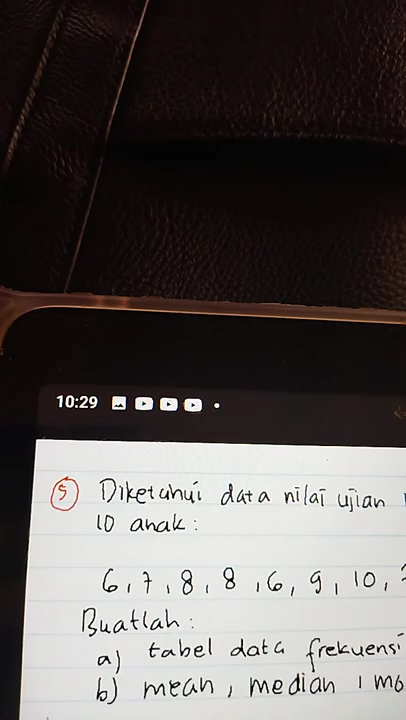 10:29
5 Diketahui data nilai ujian
10 anak:
6, 7, 8, 8, 6, 9, 10,
Buatlah:
a) tabel data frekuensi
b) mean, median, mo